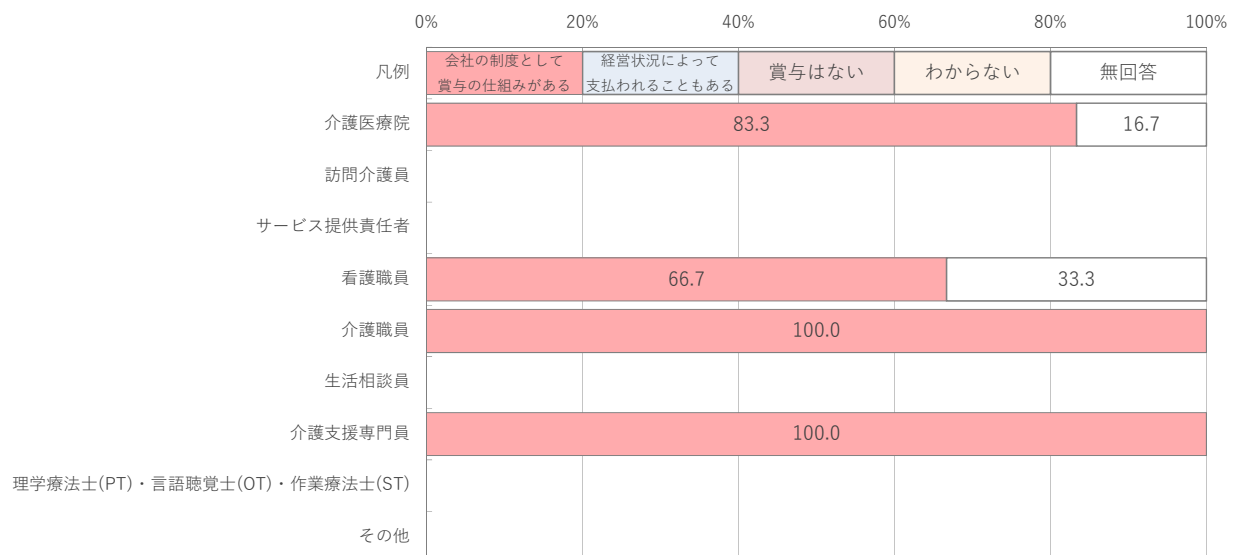 0% 20% 40% 60% 80% 100%
凡例
会社の制度として
賞与の仕組みがある
経営状況によって
支払われることもある
賞与はない
わからない
無回答
介護医療院 83.3 16.7
訪問介護員
サービス提供責任者
看護職員 66.7 33.3
介護職員 100.0
生活相談員
介護支援専門員 100.0
理学療法士(PT)・言語聴覚士(OT)・作業療法士(ST)
その他